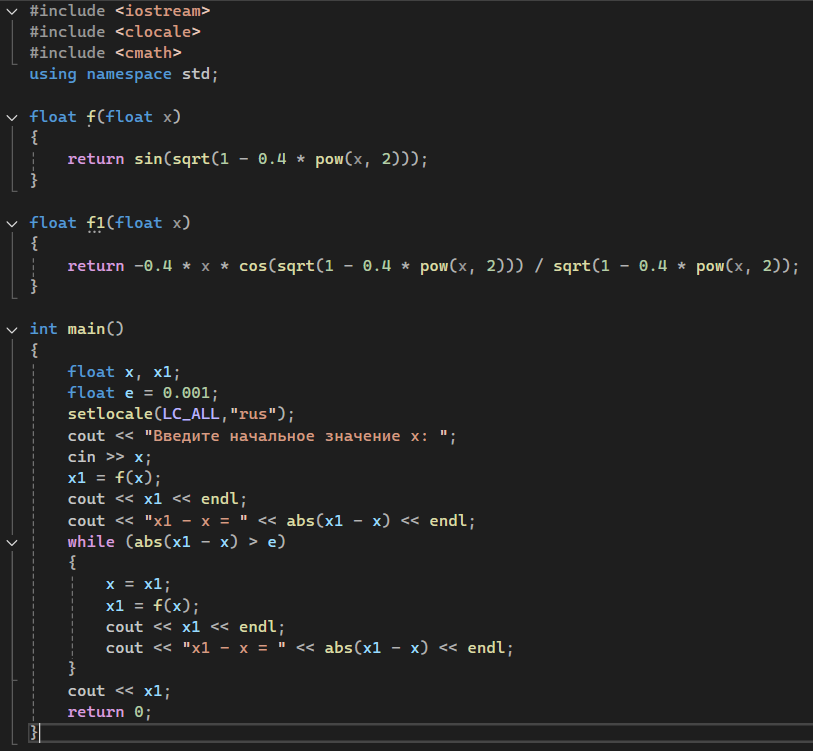 #include <iostream>
#include <clocale>
#include <cmath>
using namespace std;

float f(float x)
{
    return sin(sqrt(1 - 0.4 * pow(x, 2)));
}

float f1(float x)
{
    return -0.4 * x * cos(sqrt(1 - 0.4 * pow(x, 2))) / sqrt(1 - 0.4 * pow(x, 2));
}

int main()
{
    float x, x1;
    float e = 0.001;
    setlocale(LC_ALL,"rus");
    cout << "Введите начальное значение x: ";
    cin >> x;
    x1 = f(x);
    cout << x1 << endl;
    cout << "x1 - x = " << abs(x1 - x) << endl;
    while (abs(x1 - x) > e)
    {
        x = x1;
        x1 = f(x);
        cout << x1 << endl;
        cout << "x1 - x = " << abs(x1 - x) << endl;
    }
    cout << x1;
    return 0;
}